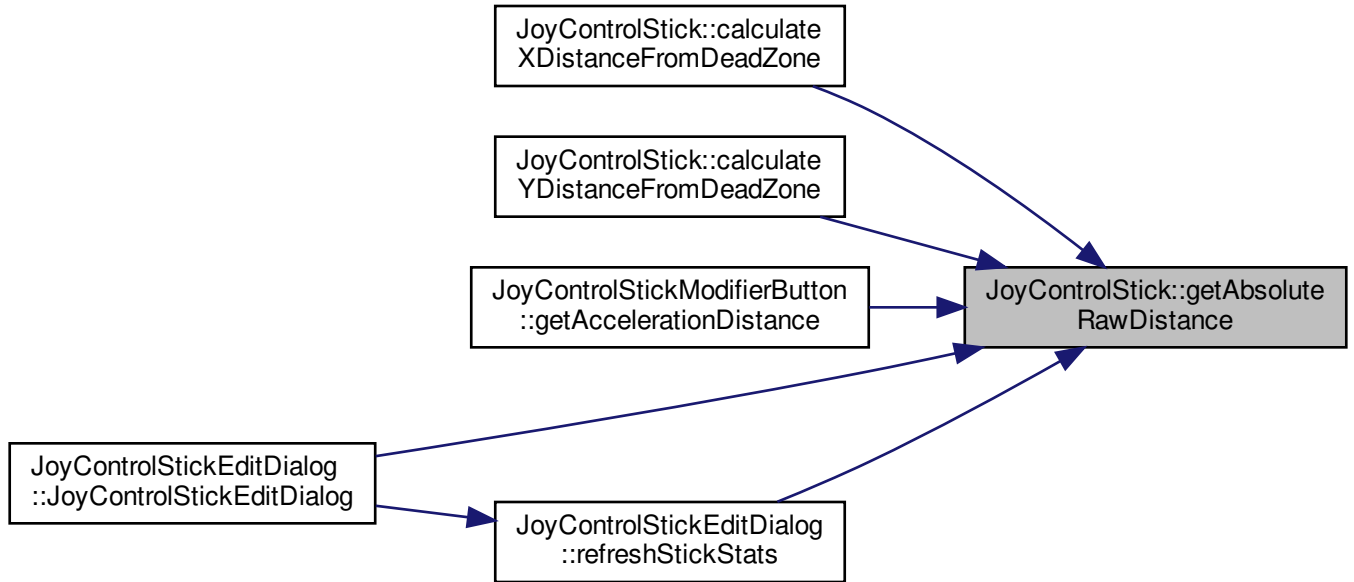 JoyControlStick::calculate
XDistanceFromDeadZone
JoyControlStick::calculate
YDistanceFromDeadZone
JoyControlStickModifierButton
::getAccelerationDistance
JoyControlStick::getAbsolute
RawDistance
JoyControlStickEditDialog
::JoyControlStickEditDialog
JoyControlStickEditDialog
::refreshStickStats